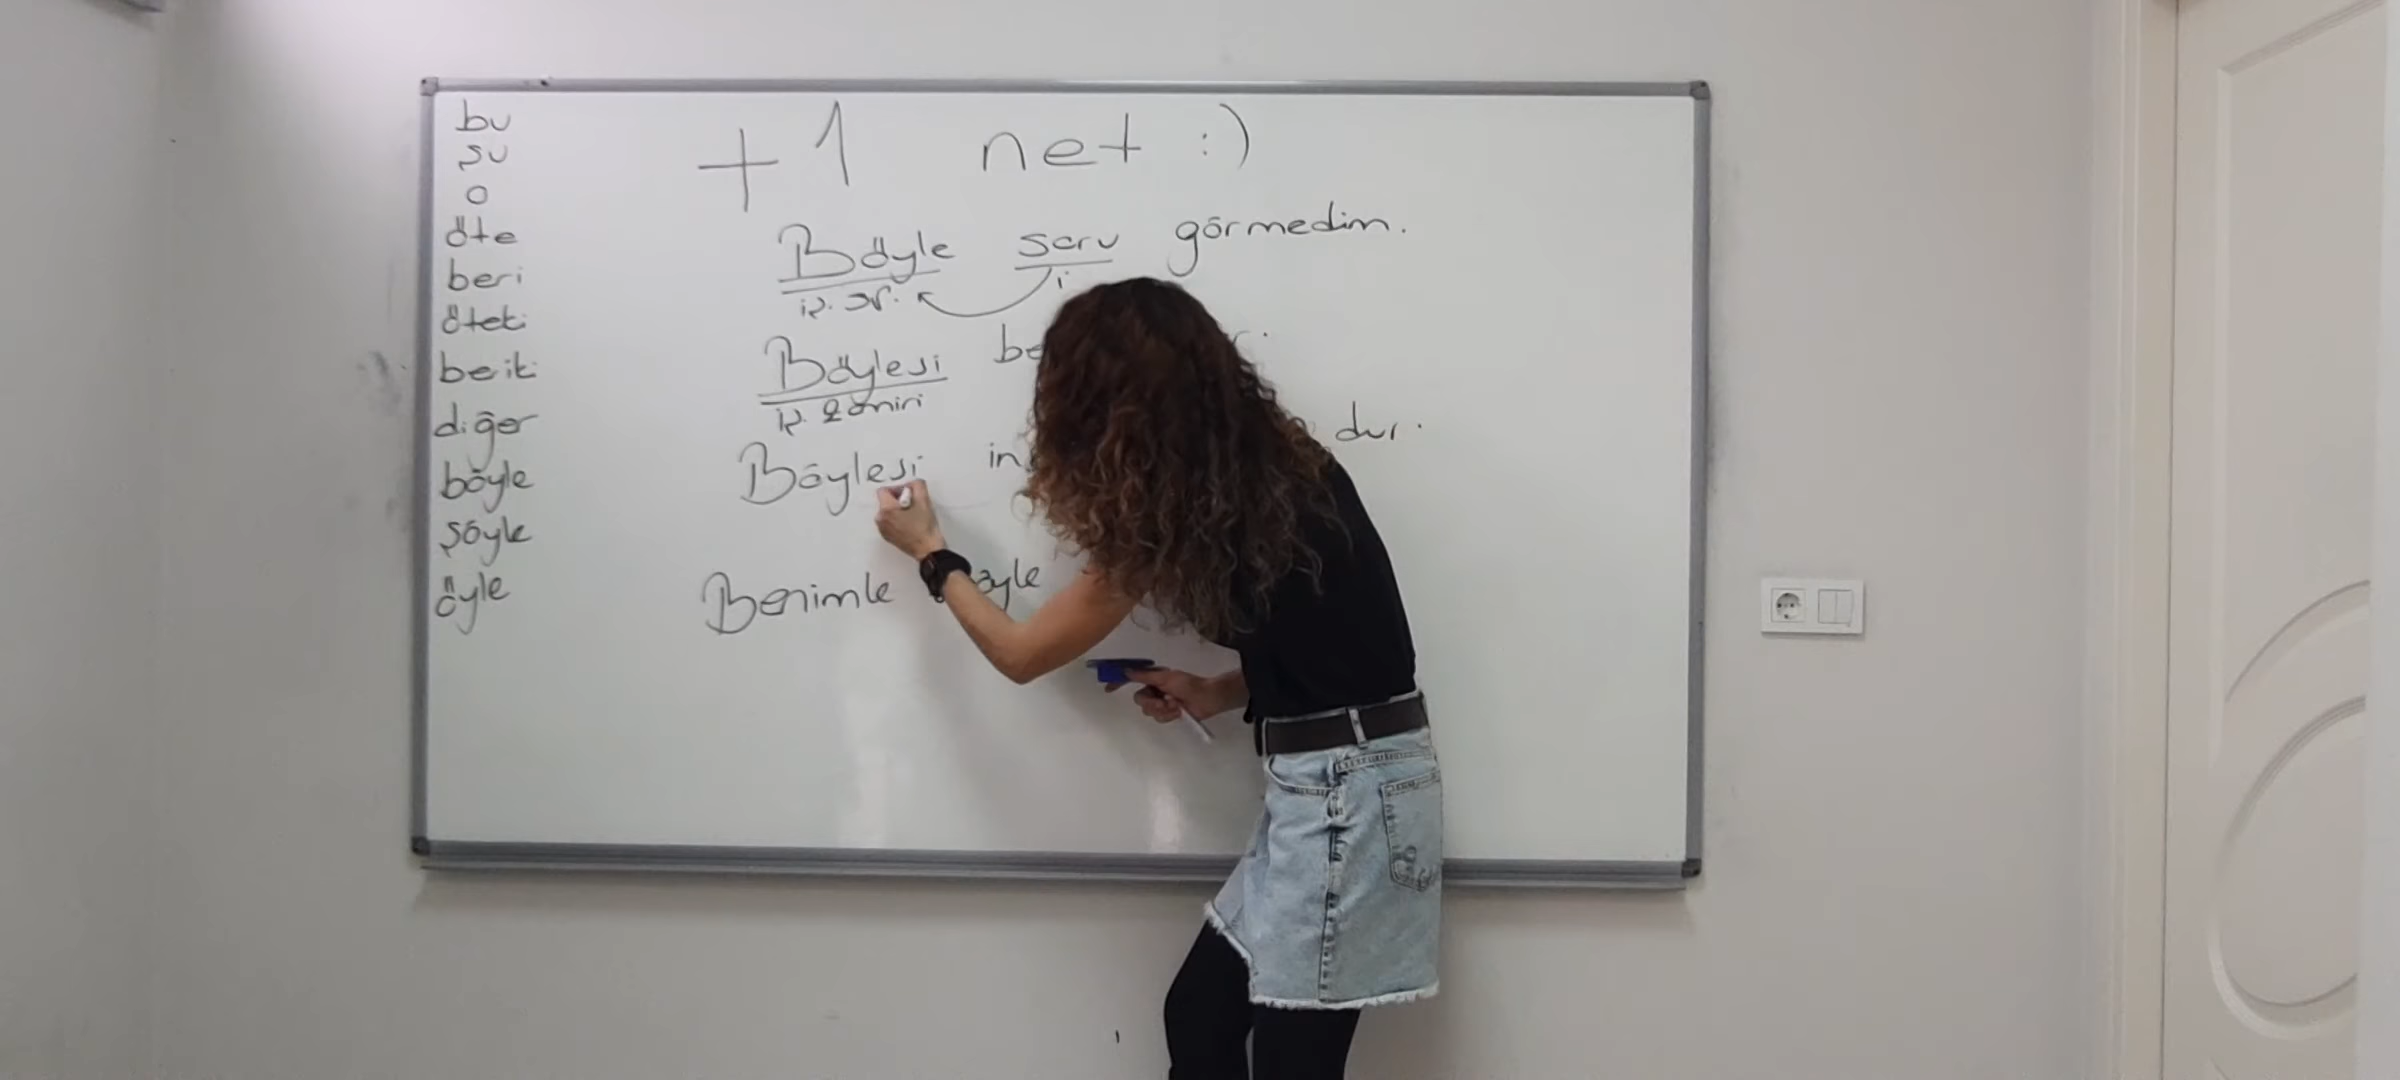 bu
şu
o
öte
beri
öteki
beriki
diğer
böyle
şöyle
öyle
+1 net :)
Böyle soru görmedim.
iş. sf. i
Böylesi
iş. zamiri
Böylesi dur.
Benimle böyle